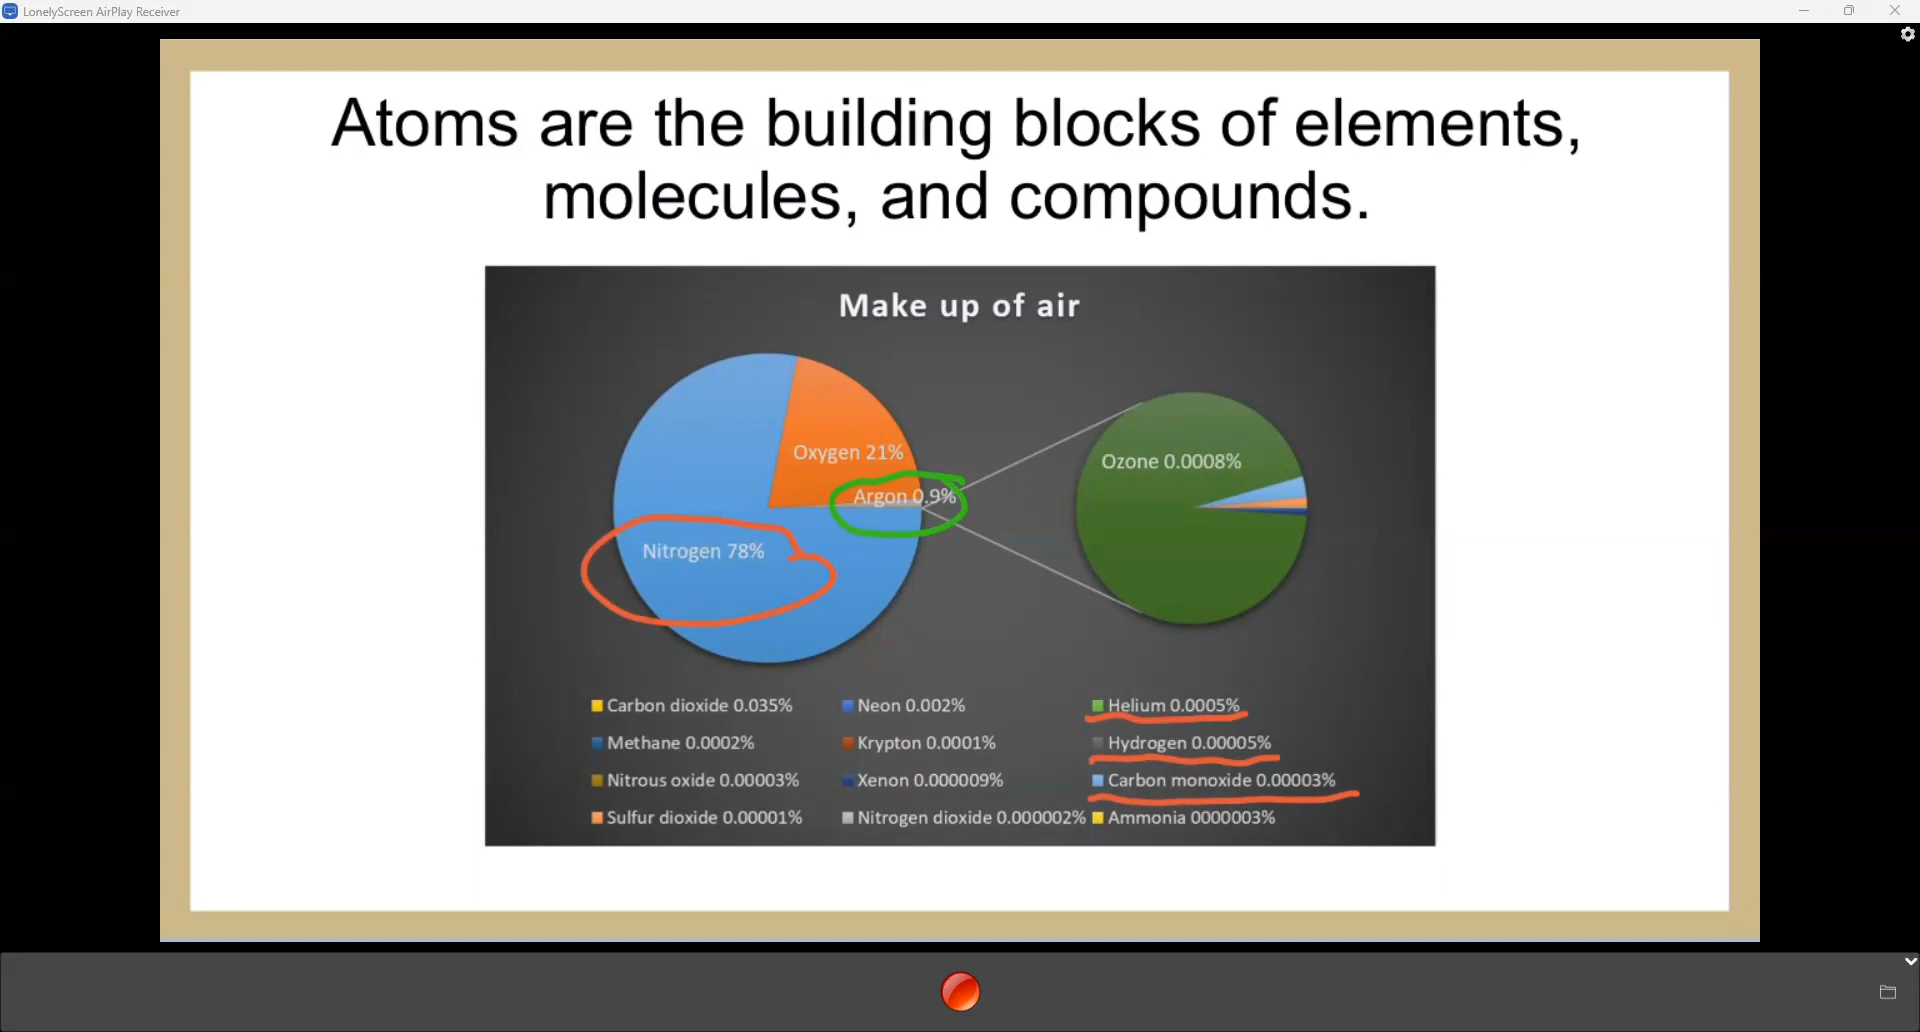 LonelyScreen AirPlay Receiver
Atoms are the building blocks of elements,
molecules, and compounds.
Make up of air
Oxygen 21%
Argon 0.9%
Nitrogen 78%
Ozone 0.0008%
Carbon dioxide 0.035%
Neon 0.002%
Helium 0.0005%
Methane 0.0002%
Krypton 0.0001%
Hydrogen 0.00005%
Nitrous oxide 0.00003%
Xenon 0.000009%
Carbon monoxide 0.00003%
Sulfur dioxide 0.00001%
Nitrogen dioxide 0.000002%
Ammonia 0000003%